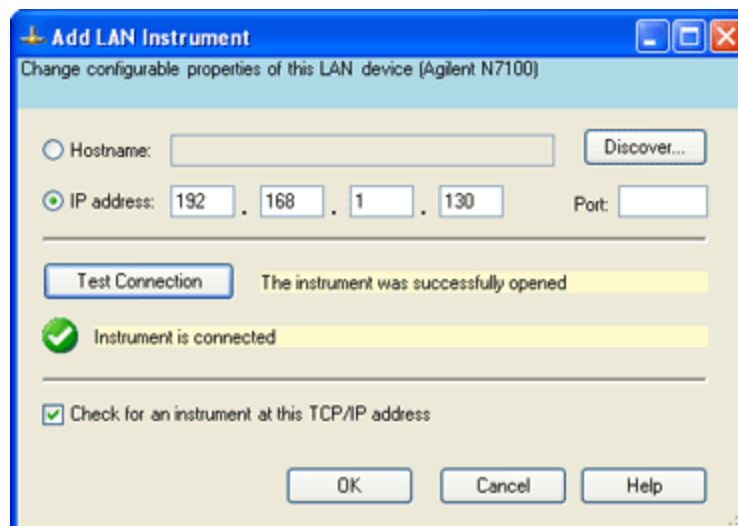 Add LAN Instrument
Change configurable properties of this LAN device (Agilent N7100)
Hostname: Discover...
IP address: 192 . 168 . 1 . 130 Port:
Test Connection The instrument was successfully opened
Instrument is connected
Check for an instrument at this TCP/IP address
OK Cancel Help